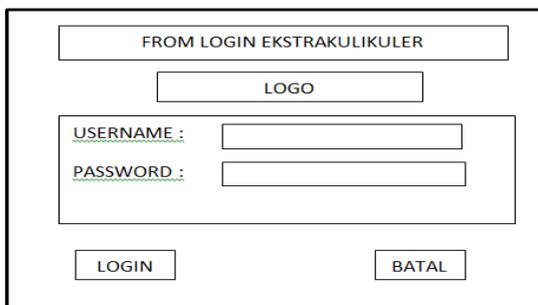 FROM LOGIN EKSTRAKULIKULER
LOGO
USERNAME :
PASSWORD :
LOGIN BATAL